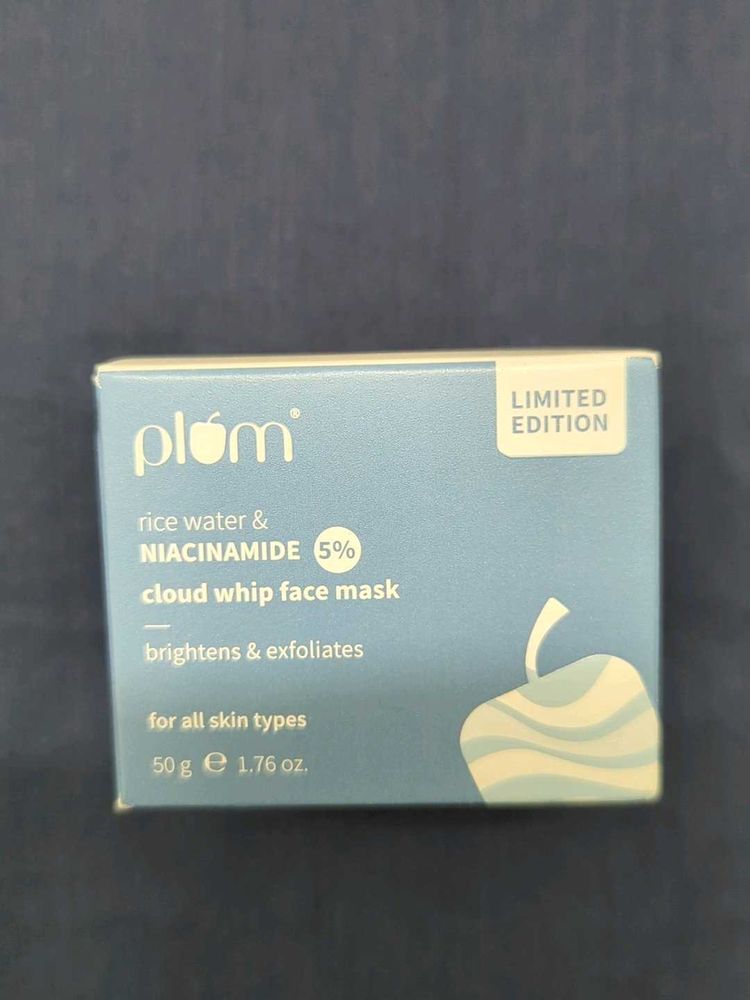 plum®
LIMITED
EDITION
rice water &
NIACINAMIDE 5%
cloud whip face mask
brightens & exfoliates
for all skin types
50 g ℮ 1.76 oz.